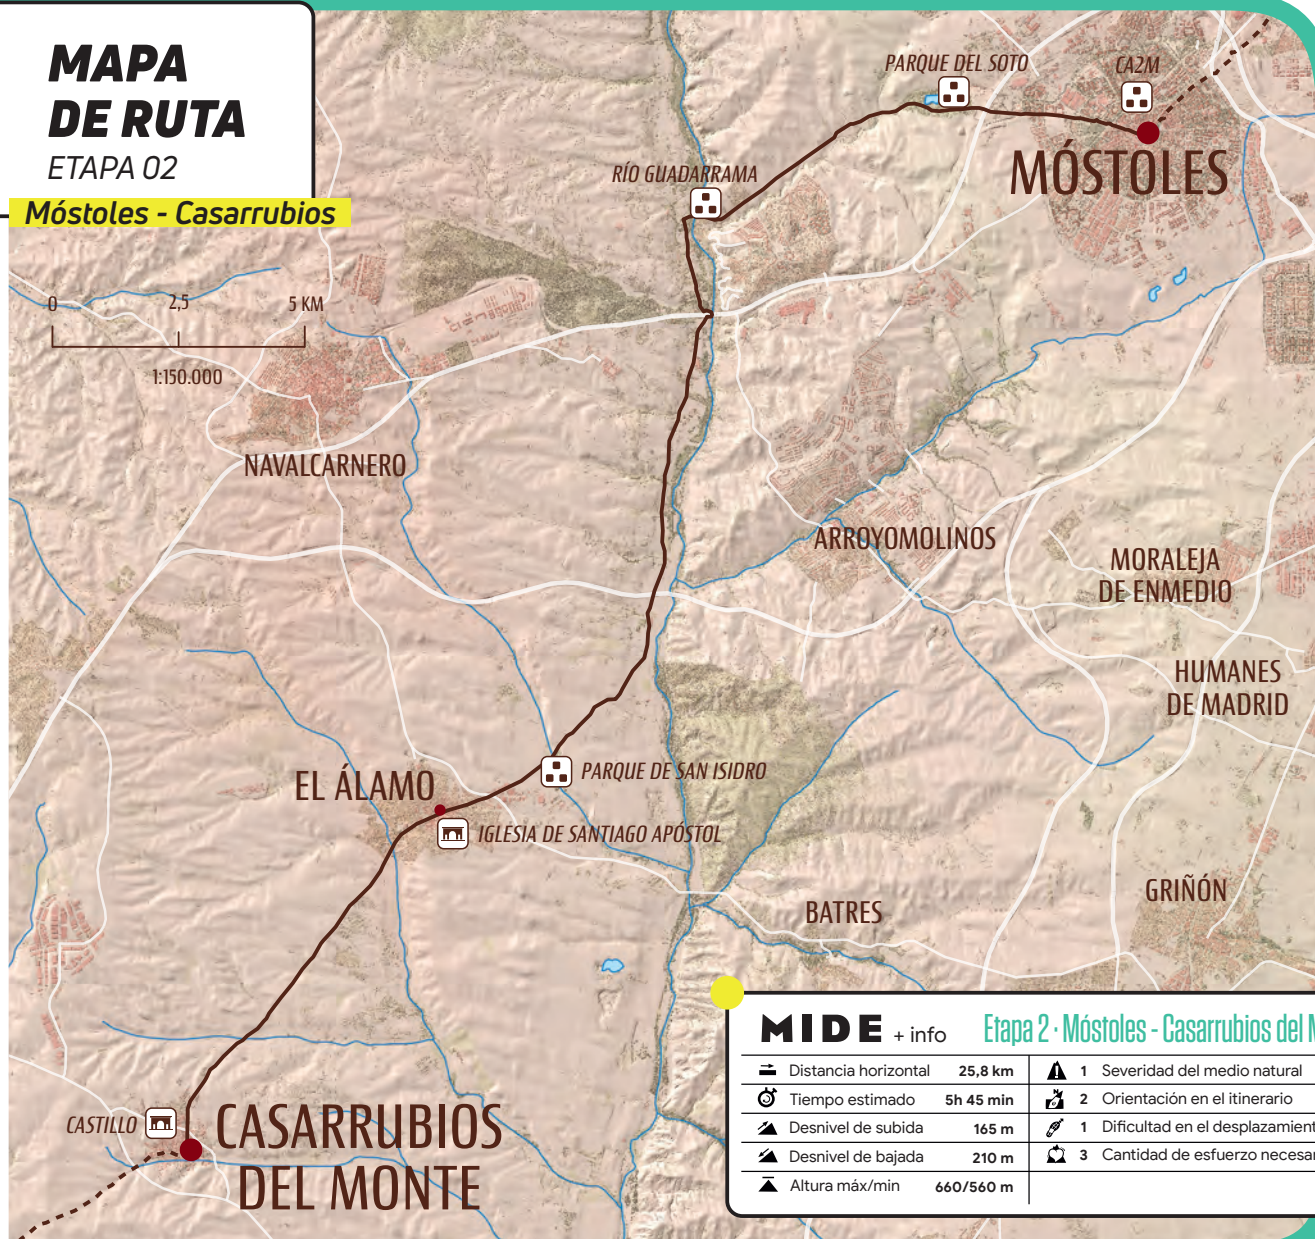 MAPA
DE RUTA
ETAPA 02
Móstoles - Casarrubios
0 2,5 5 KM
1:150.000
PARQUE DEL SOTO
CA2M
MÓSTOLES
RÍO GUADARRAMA
NAVALCARNERO
ARROYOMOLINOS
MORALEJA
DE ENMEDIO
HUMANES
DE MADRID
EL ÁLAMO
PARQUE DE SAN ISIDRO
IGLESIA DE SANTIAGO APÓSTOL
GRIÑÓN
BATRES
CASTILLO
CASARRUBIOS
DEL MONTE
MIDE + info Etapa 2 · Móstoles - Casarrubios del M
Distancia horizontal 25,8 km 1 Severidad del medio natural
Tiempo estimado 5h 45 min 2 Orientación en el itinerario
Desnivel de subida 165 m 1 Dificultad en el desplazamient
Desnivel de bajada 210 m 3 Cantidad de esfuerzo necesar
Altura máx/min 660/560 m